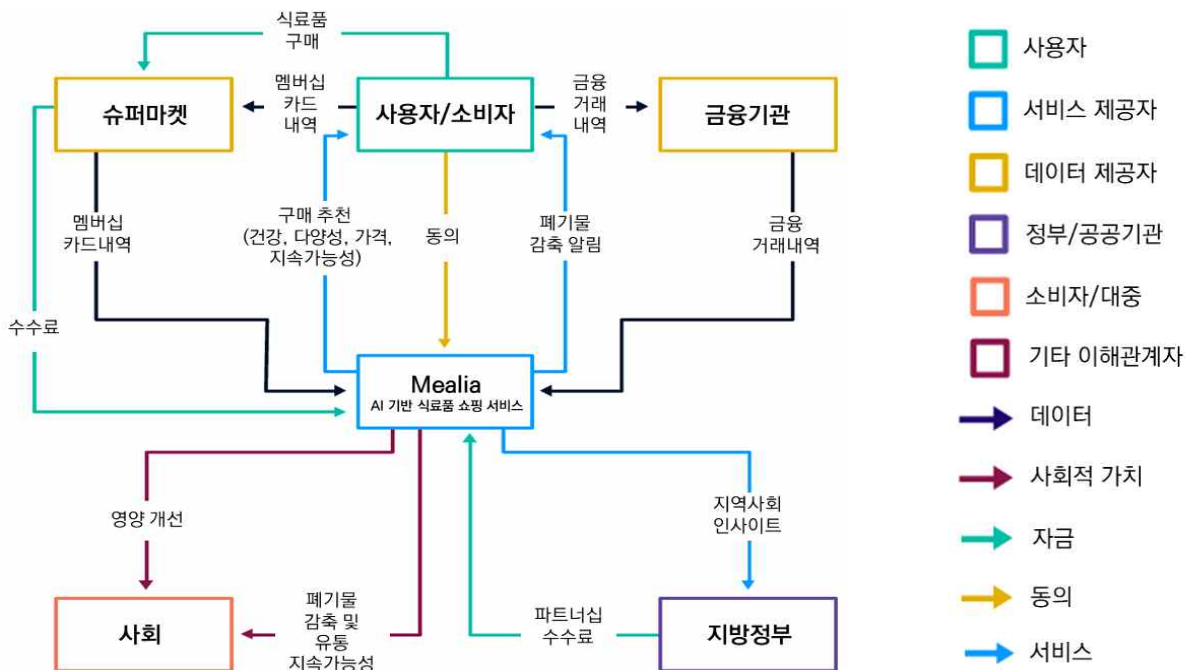 식료품
구매
슈퍼마켓
멤버십
카드
내역
사용자/소비자
금융
거래
내역
금융기관
멤버십
카드내역
구매 추천
(건강, 다양성, 가격,
지속가능성)
동의
폐기물
감축 알림
금융
거래내역
수수료
Mealia
AI 기반 식료품 쇼핑 서비스
영양 개선
지역사회
인사이트
사회
폐기물
감축 및
유통
지속가능성
파트너십
수수료
지방정부
사용자
서비스 제공자
데이터 제공자
정부/공공기관
소비자/대중
기타 이해관계자
데이터
사회적 가치
자금
동의
서비스